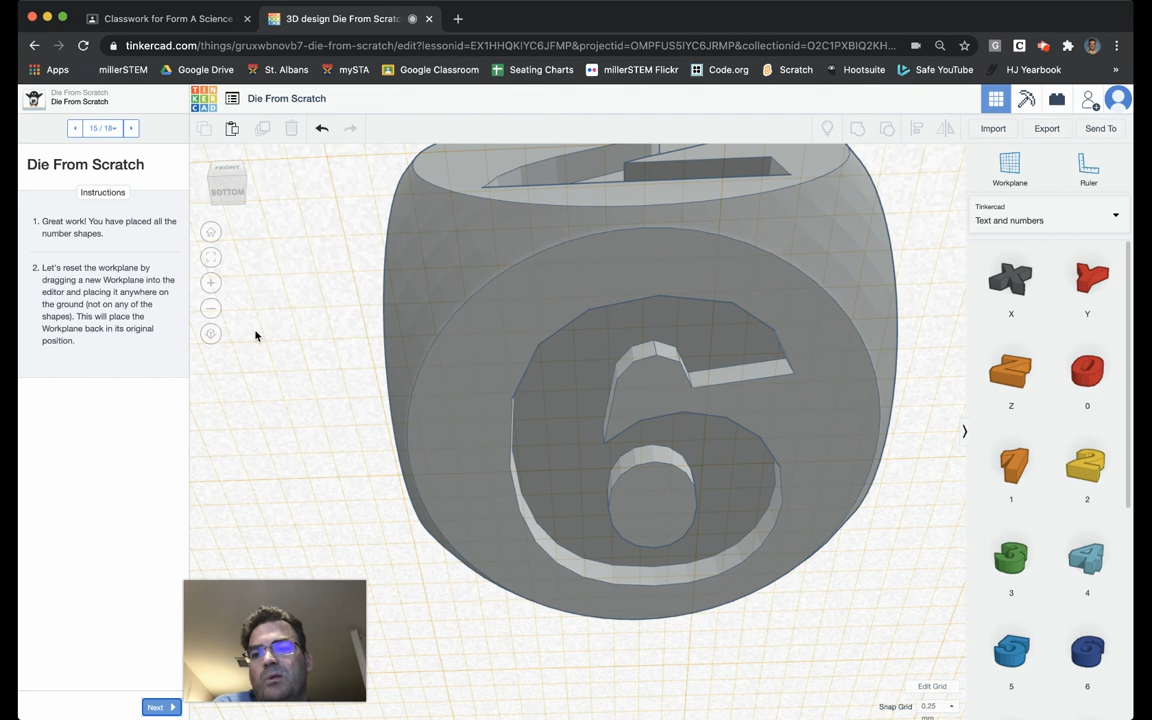 Classwork for Form A Science
3D design Die From Scratc
tinkercad.com/things/gruxwbnovb7-die-from-scratch/edit?lessonid=EX1HHQKIYC6JFMP&projectid=OMPFUS5IYC6JRMP&collectionid=O2C1PXBIQ2KH...
Apps
millerSTEM
Google Drive
St. Albans
mySTA
Google Classroom
Seating Charts
millerSTEM Flickr
Code.org
Scratch
Hootsuite
Safe YouTube
HJ Yearbook
»
Die From Scratch
Die From Scratch
TIN
KER
CAD
Die From Scratch
15 / 18
Import
Export
Send To
Die From Scratch
Instructions
1. Great work! You have placed all the
number shapes.
2. Let's reset the workplane by
dragging a new Workplane into the
editor and placing it anywhere on
the ground (not on any of the
shapes). This will place the
Workplane back in its original
position.
Next
FRONT
BOTTOM
6
Workplane
Ruler
Tinkercad
Text and numbers
X
Y
Z
0
1
2
3
4
5
6
Edit Grid
Snap Grid 0.25
mm